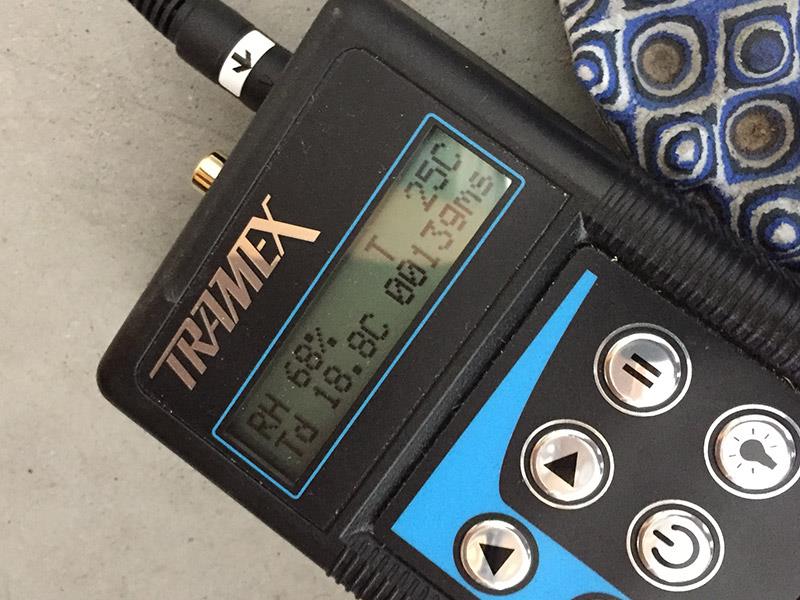 TRAMEX
RH 68% T 25C
Td 18.8C 00139ms